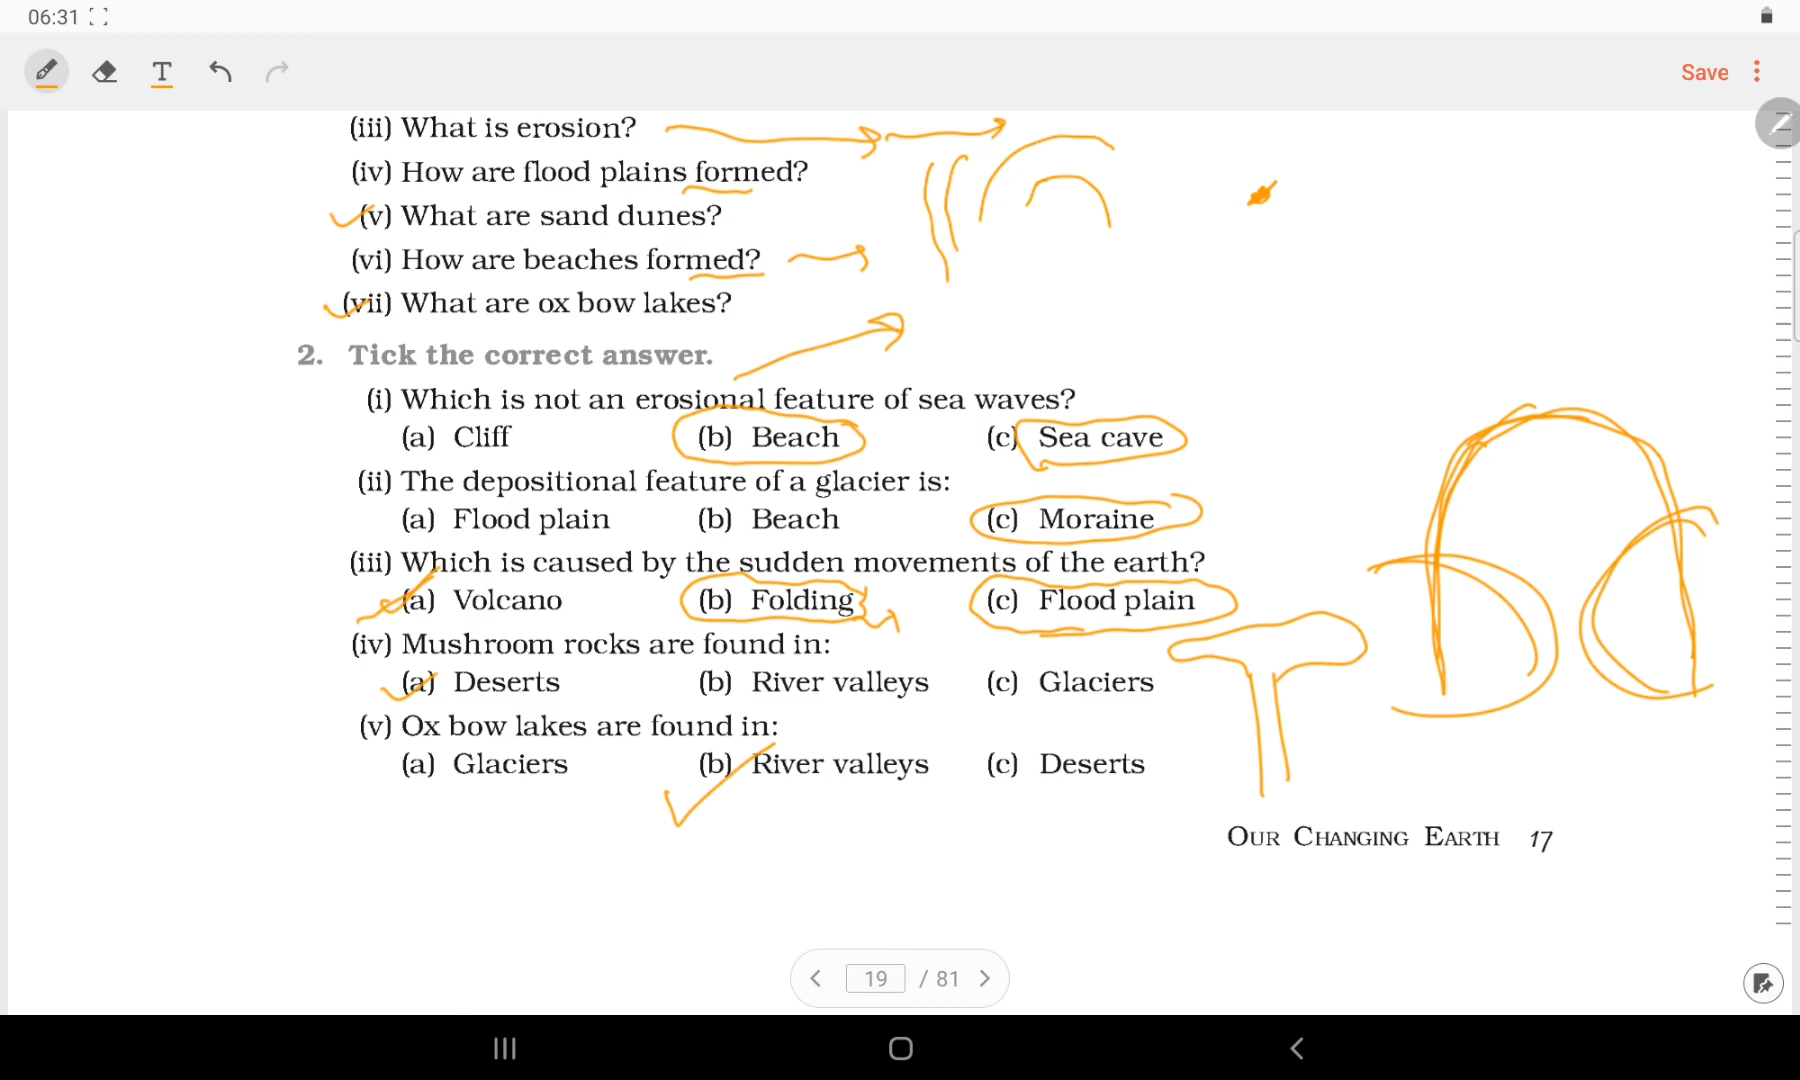 06:31
T
Save
(iii) What is erosion?
(iv) How are flood plains formed?
(v) What are sand dunes?
(vi) How are beaches formed?
(vii) What are ox bow lakes?
2. Tick the correct answer.
(i) Which is not an erosional feature of sea waves?
(a) Cliff (b) Beach (c) Sea cave
(ii) The depositional feature of a glacier is:
(a) Flood plain (b) Beach (c) Moraine
(iii) Which is caused by the sudden movements of the earth?
(a) Volcano (b) Folding (c) Flood plain
(iv) Mushroom rocks are found in:
(a) Deserts (b) River valleys (c) Glaciers
(v) Ox bow lakes are found in:
(a) Glaciers (b) River valleys (c) Deserts
OUR CHANGING EARTH 17
19 / 81